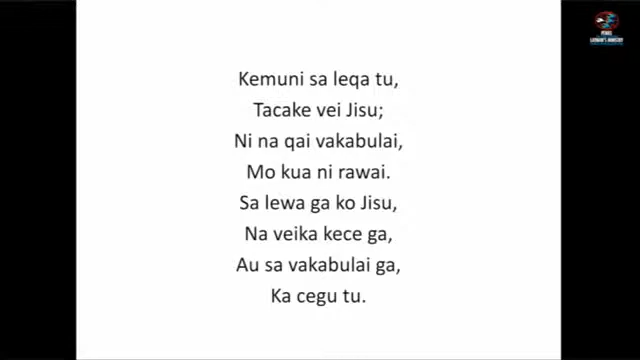 Kemuni sa leqa tu,
Tacake vei Jisu;
Ni na qai vakabulai,
Mo kua ni rawai.
Sa lewa ga ko Jisu,
Na veika kece ga,
Au sa vakabulai ga,
Ka cegu tu.